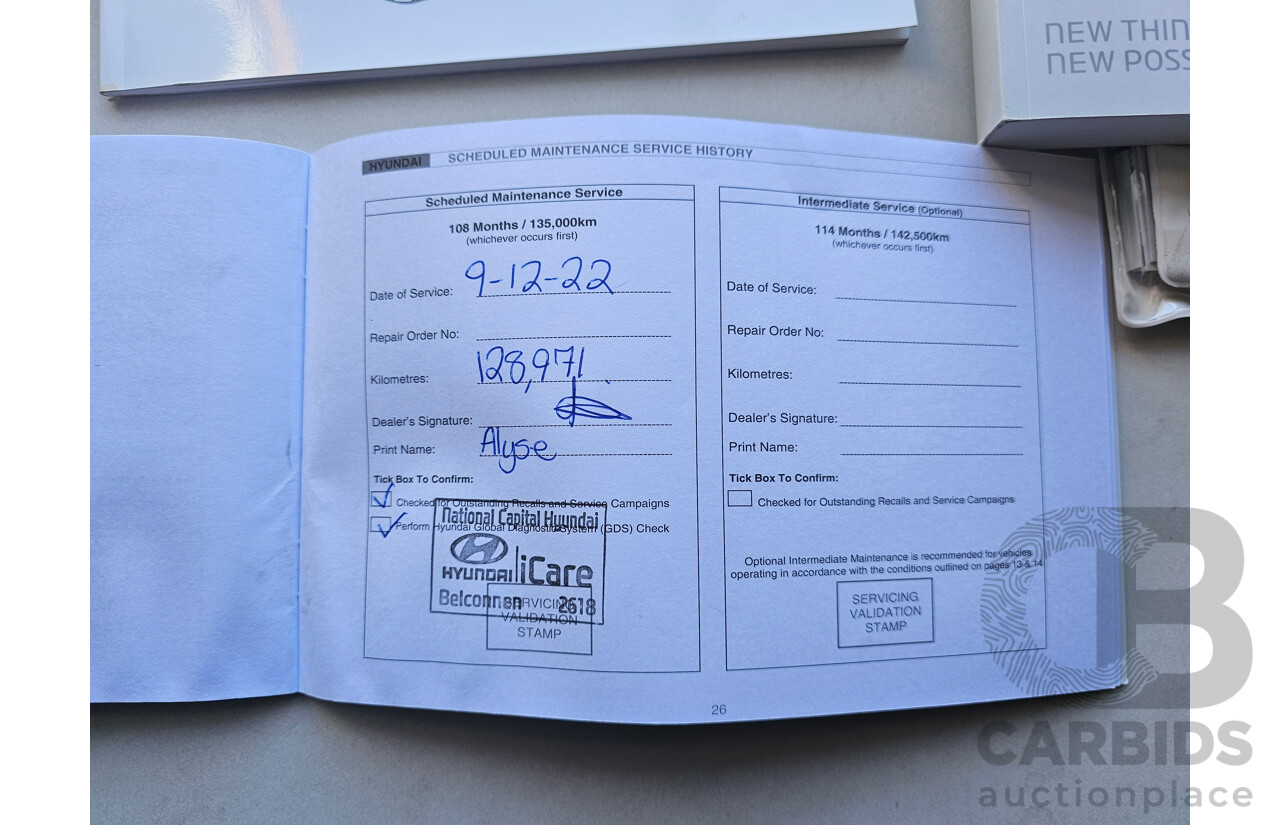 NEW THIN
NEW POSS
HYUNDAI SCHEDULED MAINTENANCE SERVICE HISTORY
Scheduled Maintenance Service
108 Months / 135,000km
(whichever occurs first)
Date of Service: 9-12-22
Repair Order No:
Kilometres: 128,971
Dealer's Signature:
Print Name: Alyse
Tick Box To Confirm:
Checked for Outstanding Recalls and Service Campaigns
Perform Hyundai Global Diagnostic System (GDS) Check
National Capital Hyundai
HYUNDAI iCare
Belconnen 2618
SERVICING
VALIDATION
STAMP
Intermediate Service (Optional)
114 Months / 142,500km
(whichever occurs first)
Date of Service:
Repair Order No:
Kilometres:
Dealer's Signature:
Print Name:
Tick Box To Confirm:
Checked for Outstanding Recalls and Service Campaigns
Optional Intermediate Maintenance is recommended for vehicles
operating in accordance with the conditions outlined on pages 13 & 14
SERVICING
VALIDATION
STAMP
26
CB
CARBIDS
auctionplace